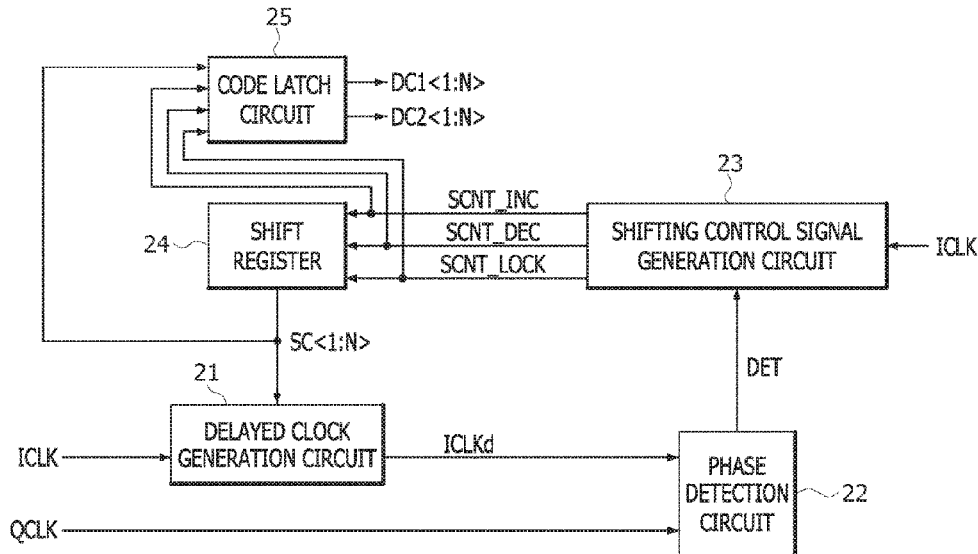 25
CODE LATCH
CIRCUIT
DC1<1:N>
DC2<1:N>
23
SCNT_INC
SCNT_DEC
SCNT_LOCK
24
SHIFT
REGISTER
SHIFTING CONTROL SIGNAL
GENERATION CIRCUIT
ICLK
SC<1:N>
DET
21
DELAYED CLOCK
GENERATION CIRCUIT
ICLK
ICLKd
PHASE
DETECTION
CIRCUIT
22
QCLK